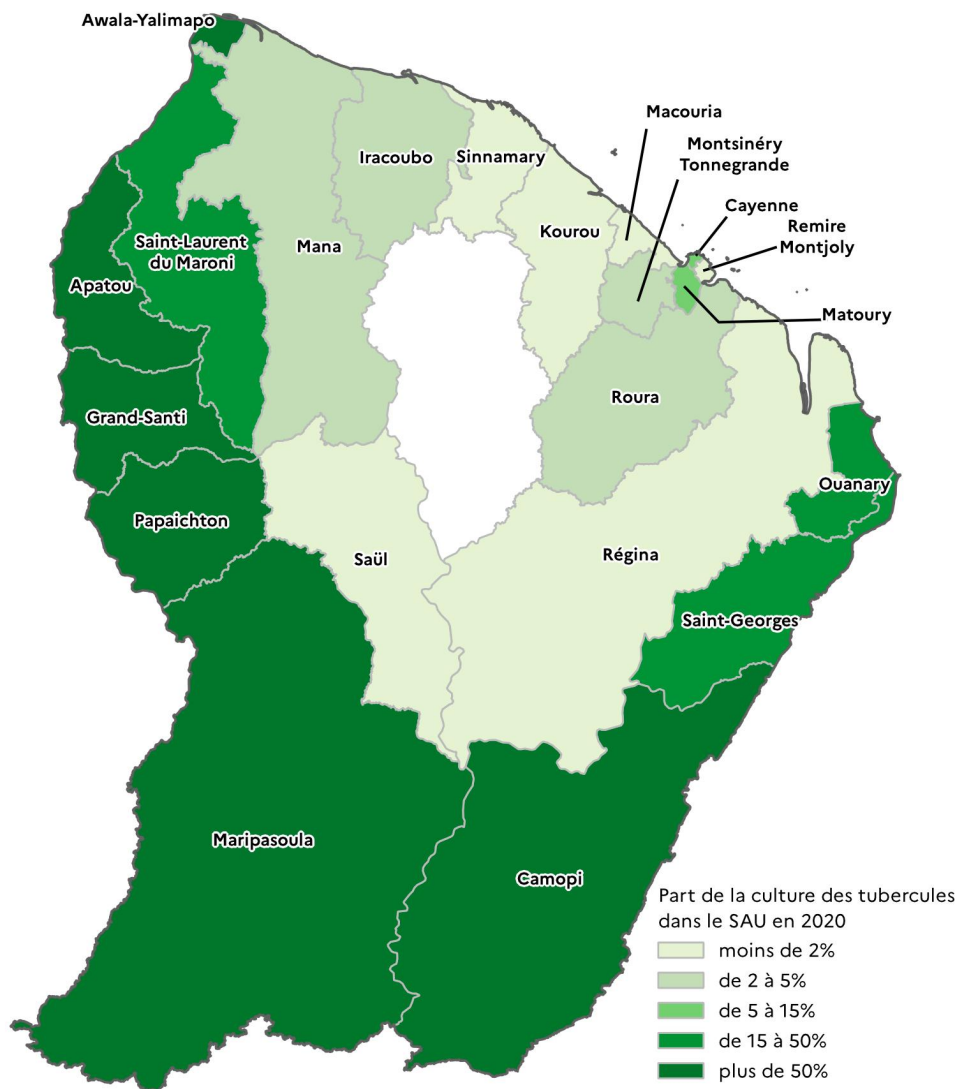 Awala-Yalimapo
Macouria
Montsinéry
Tonnegrande
Iracoubo
Sinnamary
Cayenne
Remire
Montjoly
Kourou
Saint-Laurent
du Maroni
Mana
Apatou
Matoury
Roura
Grand-Santi
Ouanary
Papaichton
Saül
Régina
Saint-Georges
Maripasoula
Camopi
Part de la culture des tubercules
dans le SAU en 2020
moins de 2%
de 2 à 5%
de 5 à 15%
de 15 à 50%
plus de 50%